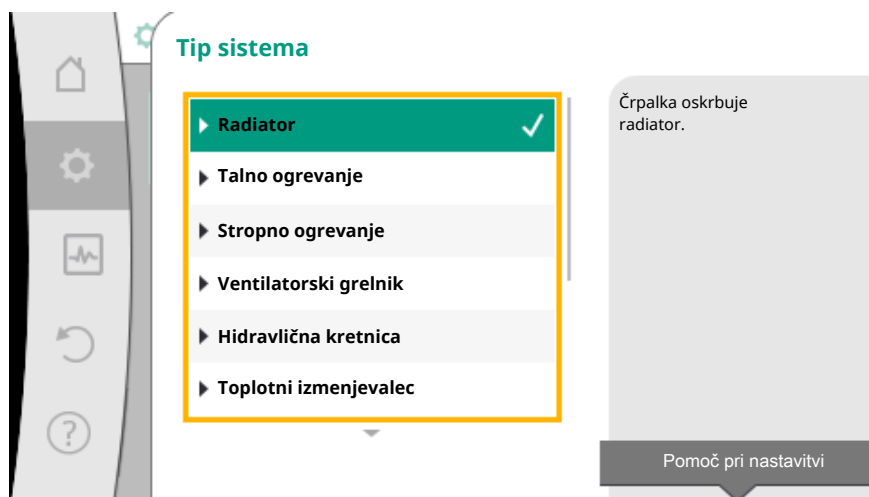 Tip sistema
Radiator
Talno ogrevanje
Stropno ogrevanje
Ventilatorski grelnik
Hidravlična kretnica
Toplotni izmenjevalec
Črpalka oskrbuje
radiator.
Pomoč pri nastavitvi